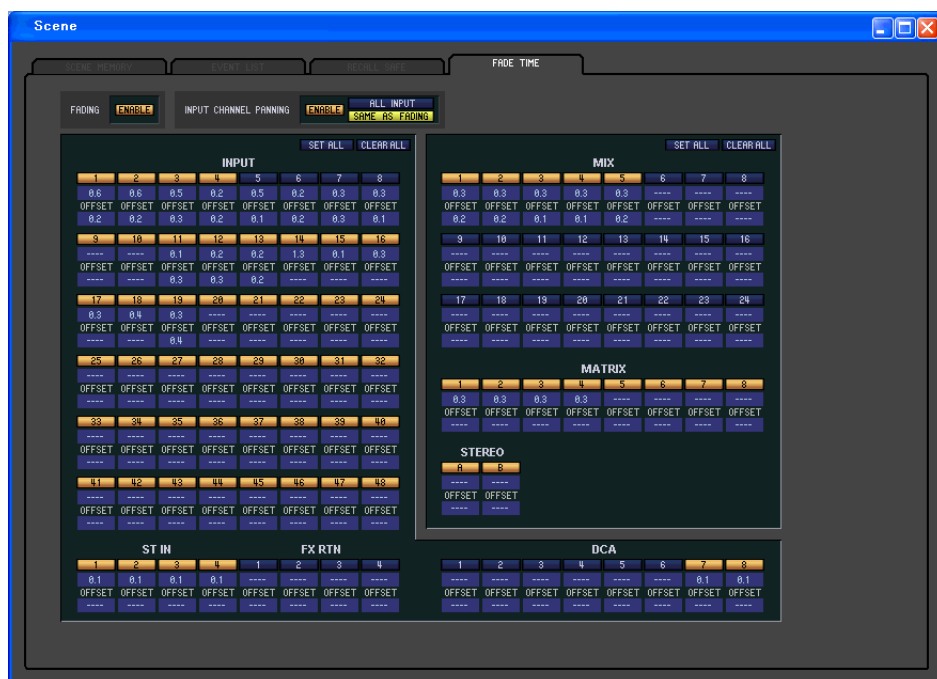 Scene
SCENE MEMORY EVENT LIST RECALL SAFE FADE TIME
FADING ENABLE INPUT CHANNEL PANNING ENABLE ALL INPUT
SAME AS FADING
SET ALL CLEAR ALL
INPUT
1 2 3 4 5 6 7 8
0.6 0.6 0.5 0.2 0.5 0.2 0.3 0.3
OFFSET OFFSET OFFSET OFFSET OFFSET OFFSET OFFSET OFFSET
0.2 0.2 0.3 0.2 0.1 0.2 0.3 0.1
9 10 11 12 13 14 15 16
---- ---- 0.1 0.2 0.2 1.3 0.1 0.3
OFFSET OFFSET OFFSET OFFSET OFFSET OFFSET OFFSET OFFSET
---- ---- 0.3 0.3 0.2 ---- ---- ----
17 18 19 20 21 22 23 24
0.3 0.4 0.3 ---- ---- ---- ---- ----
OFFSET OFFSET OFFSET OFFSET OFFSET OFFSET OFFSET OFFSET
---- ---- 0.4 ---- ---- ---- ---- ----
25 26 27 28 29 30 31 32
---- ---- ---- ---- ---- ---- ---- ----
OFFSET OFFSET OFFSET OFFSET OFFSET OFFSET OFFSET OFFSET
---- ---- ---- ---- ---- ---- ---- ----
33 34 35 36 37 38 39 40
---- ---- ---- ---- ---- ---- ---- ----
OFFSET OFFSET OFFSET OFFSET OFFSET OFFSET OFFSET OFFSET
---- ---- ---- ---- ---- ---- ---- ----
41 42 43 44 45 46 47 48
---- ---- ---- ---- ---- ---- ---- ----
OFFSET OFFSET OFFSET OFFSET OFFSET OFFSET OFFSET OFFSET
---- ---- ---- ---- ---- ---- ---- ----
SET ALL CLEAR ALL
MIX
1 2 3 4 5 6 7 8
0.3 0.3 0.3 0.3 0.3 ---- ---- ----
OFFSET OFFSET OFFSET OFFSET OFFSET OFFSET OFFSET OFFSET
0.2 0.2 0.1 0.1 0.2 ---- ---- ----
9 10 11 12 13 14 15 16
---- ---- ---- ---- ---- ---- ---- ----
OFFSET OFFSET OFFSET OFFSET OFFSET OFFSET OFFSET OFFSET
---- ---- ---- ---- ---- ---- ---- ----
17 18 19 20 21 22 23 24
---- ---- ---- ---- ---- ---- ---- ----
OFFSET OFFSET OFFSET OFFSET OFFSET OFFSET OFFSET OFFSET
---- ---- ---- ---- ---- ---- ---- ----
MATRIX
1 2 3 4 5 6 7 8
0.3 0.3 0.3 0.3 ---- ---- ---- ----
OFFSET OFFSET OFFSET OFFSET OFFSET OFFSET OFFSET OFFSET
---- ---- ---- ---- ---- ---- ---- ----
STEREO
A B
---- ----
OFFSET OFFSET
---- ----
ST IN FX RTN
1 2 3 4 1 2 3 4
0.1 0.1 0.1 0.1 ---- ---- ---- ----
OFFSET OFFSET OFFSET OFFSET OFFSET OFFSET OFFSET OFFSET
---- ---- ---- ---- ---- ---- ---- ----
DCA
1 2 3 4 5 6 7 8
---- ---- ---- ---- ---- ---- 0.1 0.1
OFFSET OFFSET OFFSET OFFSET OFFSET OFFSET OFFSET OFFSET
---- ---- ---- ---- ---- ---- ---- ----